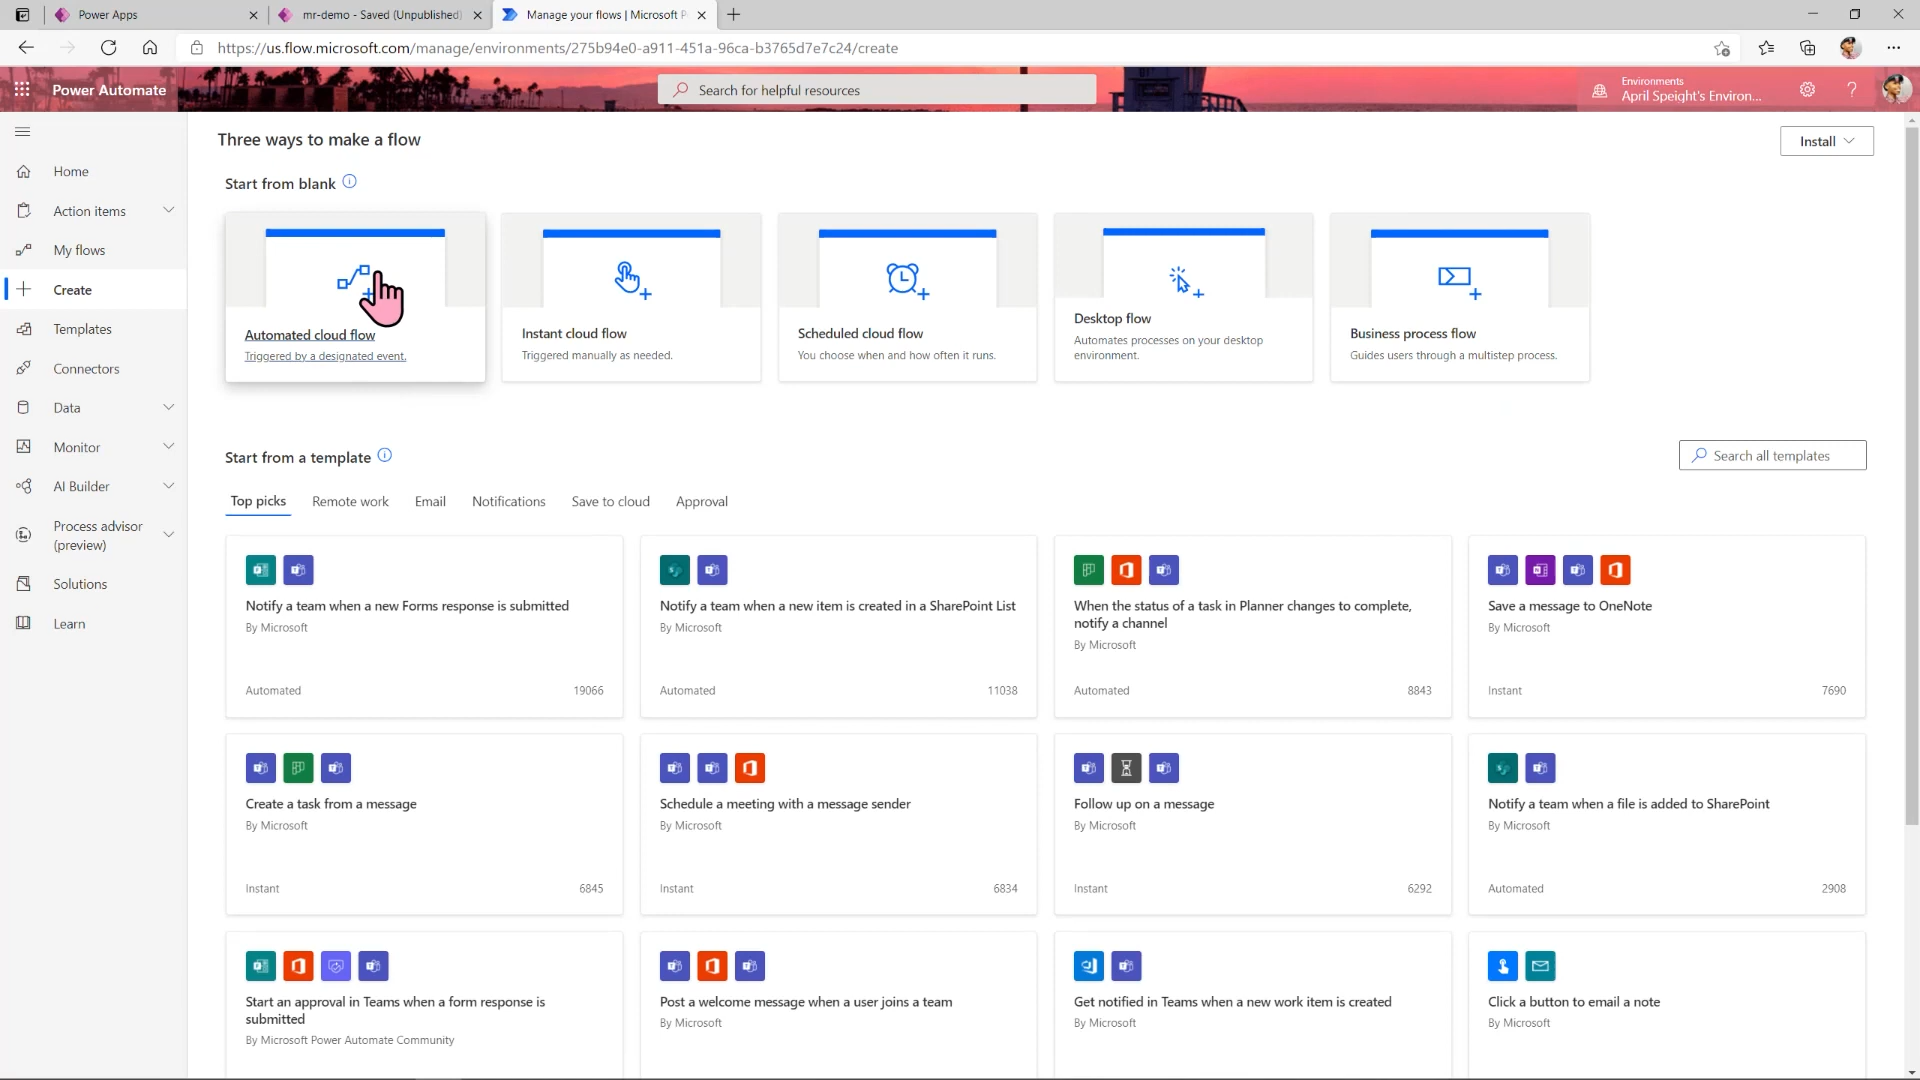 Power Apps
mr-demo - Saved (Unpublished)
Manage your flows | Microsoft P
https://us.flow.microsoft.com/manage/environments/275b94e0-a911-451a-96ca-b3765d7e7c24/create
Power Automate
Search for helpful resources
Environments
April Speight's Environ...
Home
Action items
My flows
Create
Templates
Connectors
Data
Monitor
AI Builder
Process advisor
(preview)
Solutions
Learn
Three ways to make a flow
Install
Start from blank
Automated cloud flow
Triggered by a designated event.
Instant cloud flow
Triggered manually as needed.
Scheduled cloud flow
You choose when and how often it runs.
Desktop flow
Automates processes on your desktop
environment.
Business process flow
Guides users through a multistep process.
Start from a template
Search all templates
Top picks
Remote work
Email
Notifications
Save to cloud
Approval
Notify a team when a new Forms response is submitted
By Microsoft
Automated
19066
Notify a team when a new item is created in a SharePoint List
By Microsoft
Automated
11038
When the status of a task in Planner changes to complete,
notify a channel
By Microsoft
Automated
8843
Save a message to OneNote
By Microsoft
Instant
7690
Create a task from a message
By Microsoft
Instant
6845
Schedule a meeting with a message sender
By Microsoft
Instant
6834
Follow up on a message
By Microsoft
Instant
6292
Notify a team when a file is added to SharePoint
By Microsoft
Automated
2908
Start an approval in Teams when a form response is
submitted
By Microsoft Power Automate Community
Post a welcome message when a user joins a team
By Microsoft
Get notified in Teams when a new work item is created
By Microsoft
Click a button to email a note
By Microsoft